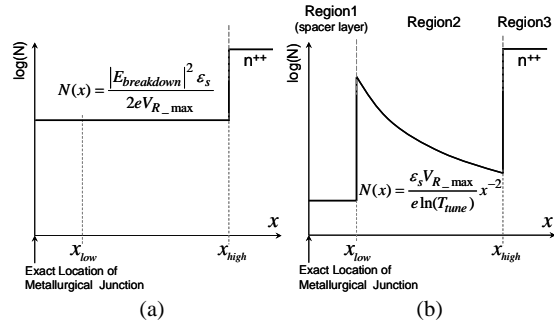 log(N)
n++
N(x) = |E_breakdown|² ε_s / 2eV_R_max
x
x_low
x_high
Exact Location of
Metallurgical Junction
(a)
Region1
(spacer layer)
Region2
Region3
log(N)
n++
N(x) = ε_s V_R_max / e ln(T_tune) x⁻²
x
x_low
x_high
Exact Location of
Metallurgical Junction
(b)